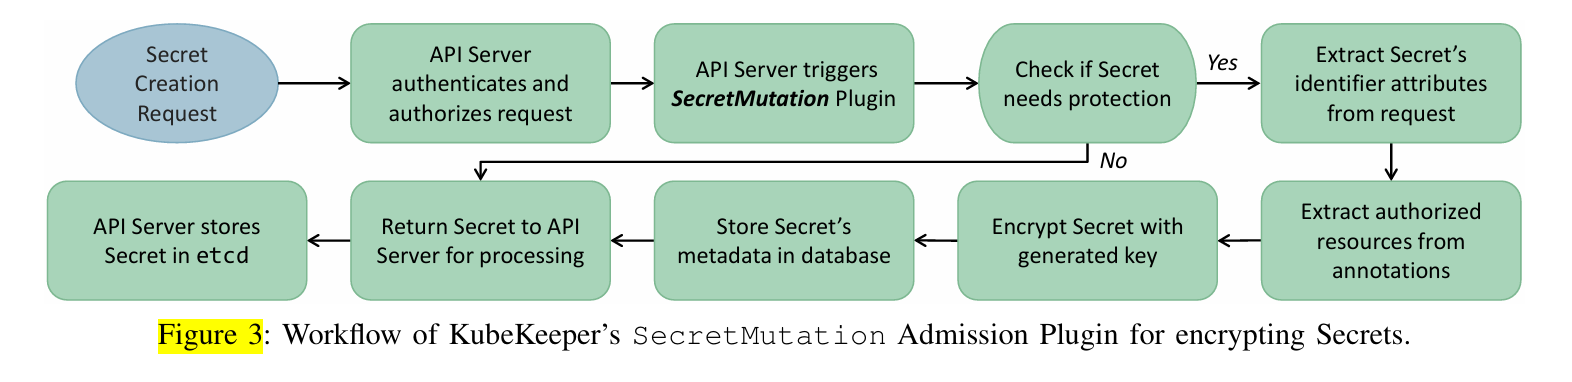 Secret
Creation
Request
API Server
authenticates and
authorizes request
API Server triggers
SecretMutation Plugin
Check if Secret
needs protection
Yes
Extract Secret's
identifier attributes
from request
No
Extract authorized
resources from
annotations
Encrypt Secret with
generated key
Store Secret's
metadata in database
Return Secret to API
Server for processing
API Server stores
Secret in etcd
Figure 3: Workflow of KubeKeeper's SecretMutation Admission Plugin for encrypting Secrets.